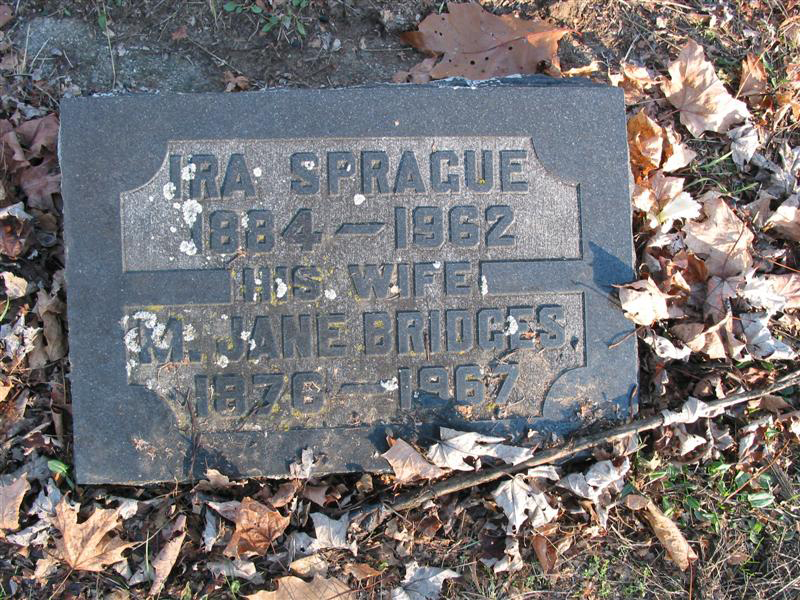 IRA SPRAGUE
1884 — 1962
HIS WIFE
M. JANE BRIDGES
1876 — 1967